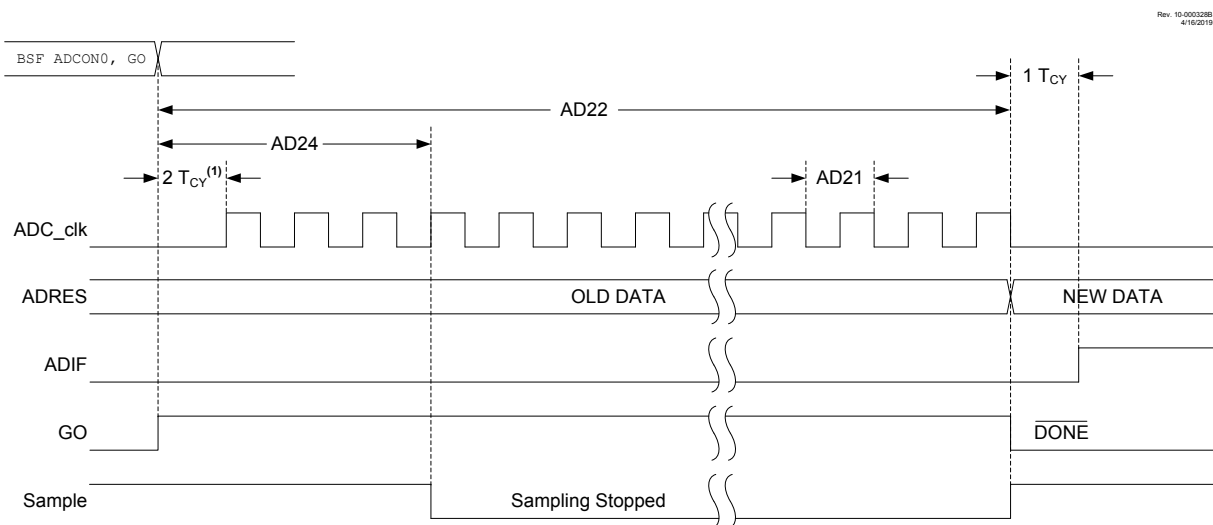 Rev. 10-000328B
4/16/2019
BSF ADCON0, GO
1 TCY
AD22
AD24
2 TCY(1)
AD21
ADC_clk
ADRES
OLD DATA
NEW DATA
ADIF
GO
DONE
Sample
Sampling Stopped